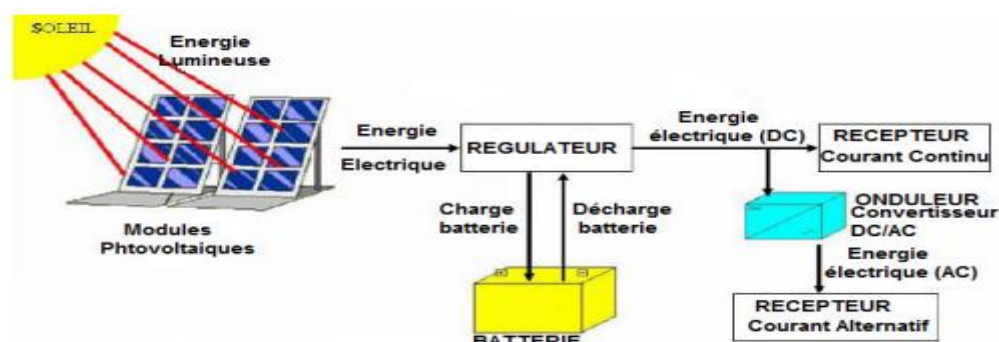 SOLEIL
Energie
Lumineuse
Modules
Phtovoltaiques
Energie
Electrique
REGULATEUR
Charge
batterie
Décharge
batterie
BATTERIE
Energie
électrique (DC)
RECEPTEUR
Courant Continu
ONDULEUR
Convertisseur
DC/AC
Energie
électrique (AC)
RECEPTEUR
Courant Alternatif